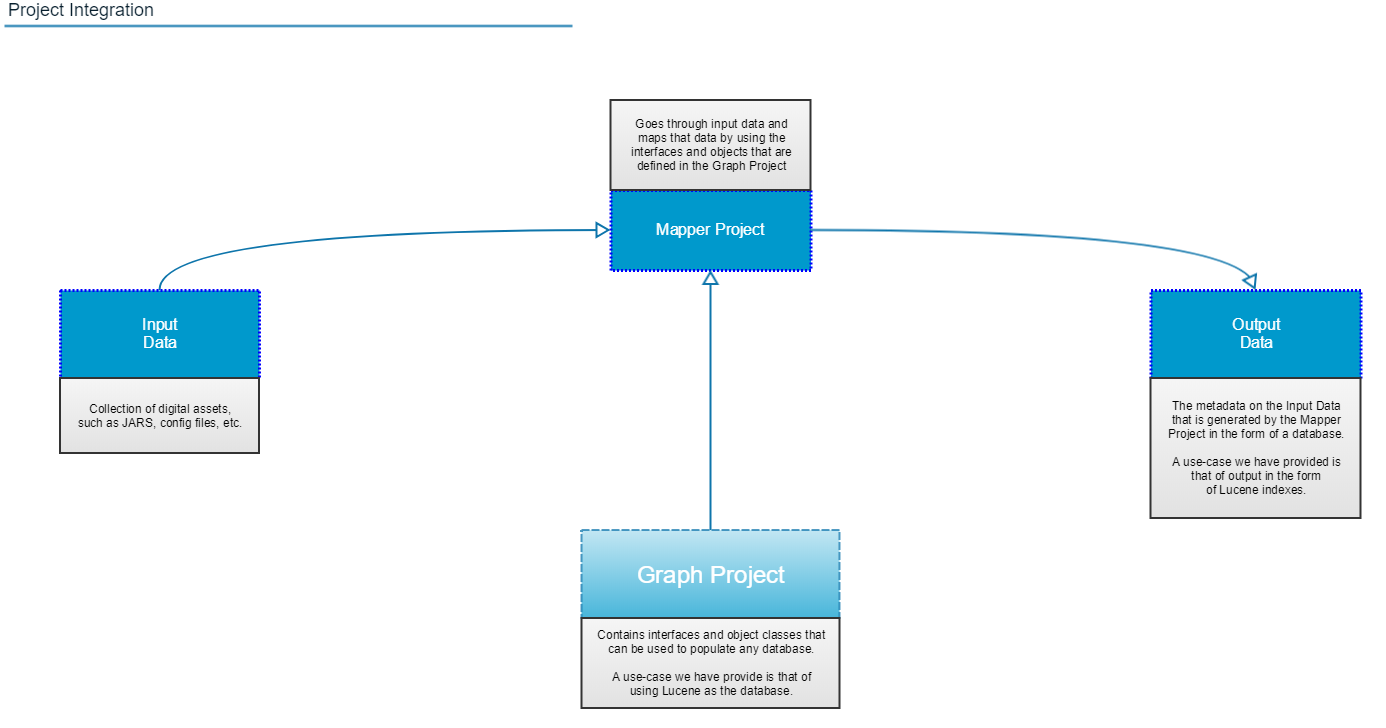 Project Integration
Goes through input data and
maps that data by using the
interfaces and objects that are
defined in the Graph Project
Mapper Project
Input
Data
Collection of digital assets,
such as JARS, config files, etc.
Output
Data
The metadata on the Input Data
that is generated by the Mapper
Project in the form of a database.
A use-case we have provided is
that of output in the form
of Lucene indexes.
Graph Project
Contains interfaces and object classes that
can be used to populate any database.
A use-case we have provide is that of
using Lucene as the database.